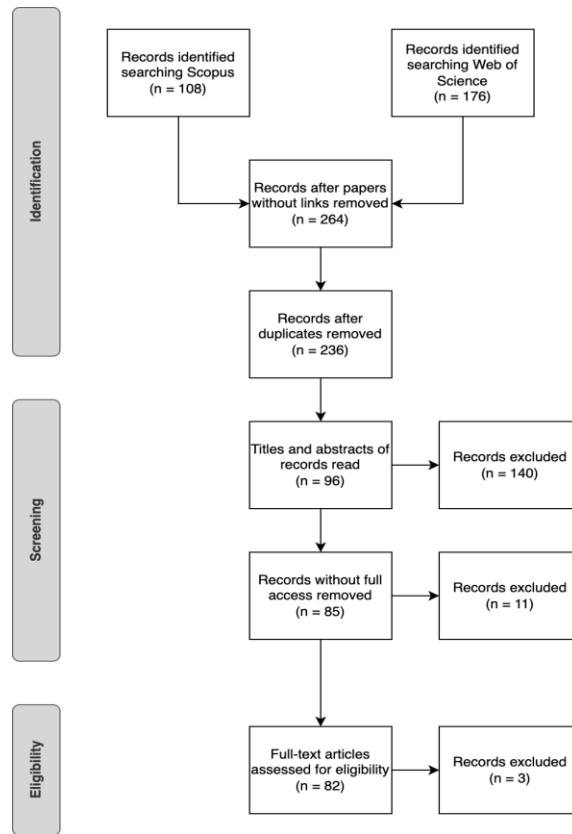 Identification
Records identified
searching Scopus
(n = 108)
Records identified
searching Web of
Science
(n = 176)
Records after papers
without links removed
(n = 264)
Records after
duplicates removed
(n = 236)
Screening
Titles and abstracts of
records read
(n = 96)
Records excluded
(n = 140)
Records without full
access removed
(n = 85)
Records excluded
(n = 11)
Eligibility
Full-text articles
assessed for eligibility
(n = 82)
Records excluded
(n = 3)